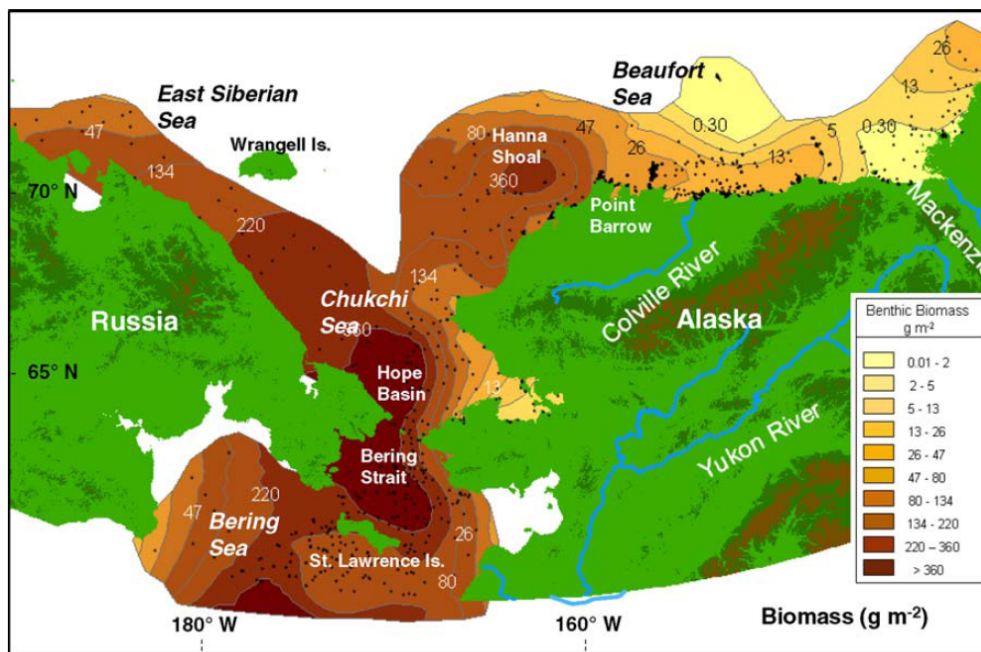 East Siberian
Sea
Beaufort
Sea
26
13
47
0.30
5
0.30
Wrangell Is.
80
Hanna
Shoal
47
26
13
134
360
70° N
Point
Barrow
220
134
Chukchi
Sea
Colville River
Russia
Alaska
65° N
Hope
Basin
13
Bering
Strait
Yukon River
220
47
Bering
Sea
26
St. Lawrence Is.
80
Benthic Biomass
g m⁻²
0.01 - 2
2 - 5
5 - 13
13 - 26
26 - 47
47 - 80
80 - 134
134 - 220
220 – 360
> 360
180° W
160° W
Biomass (g m⁻²)